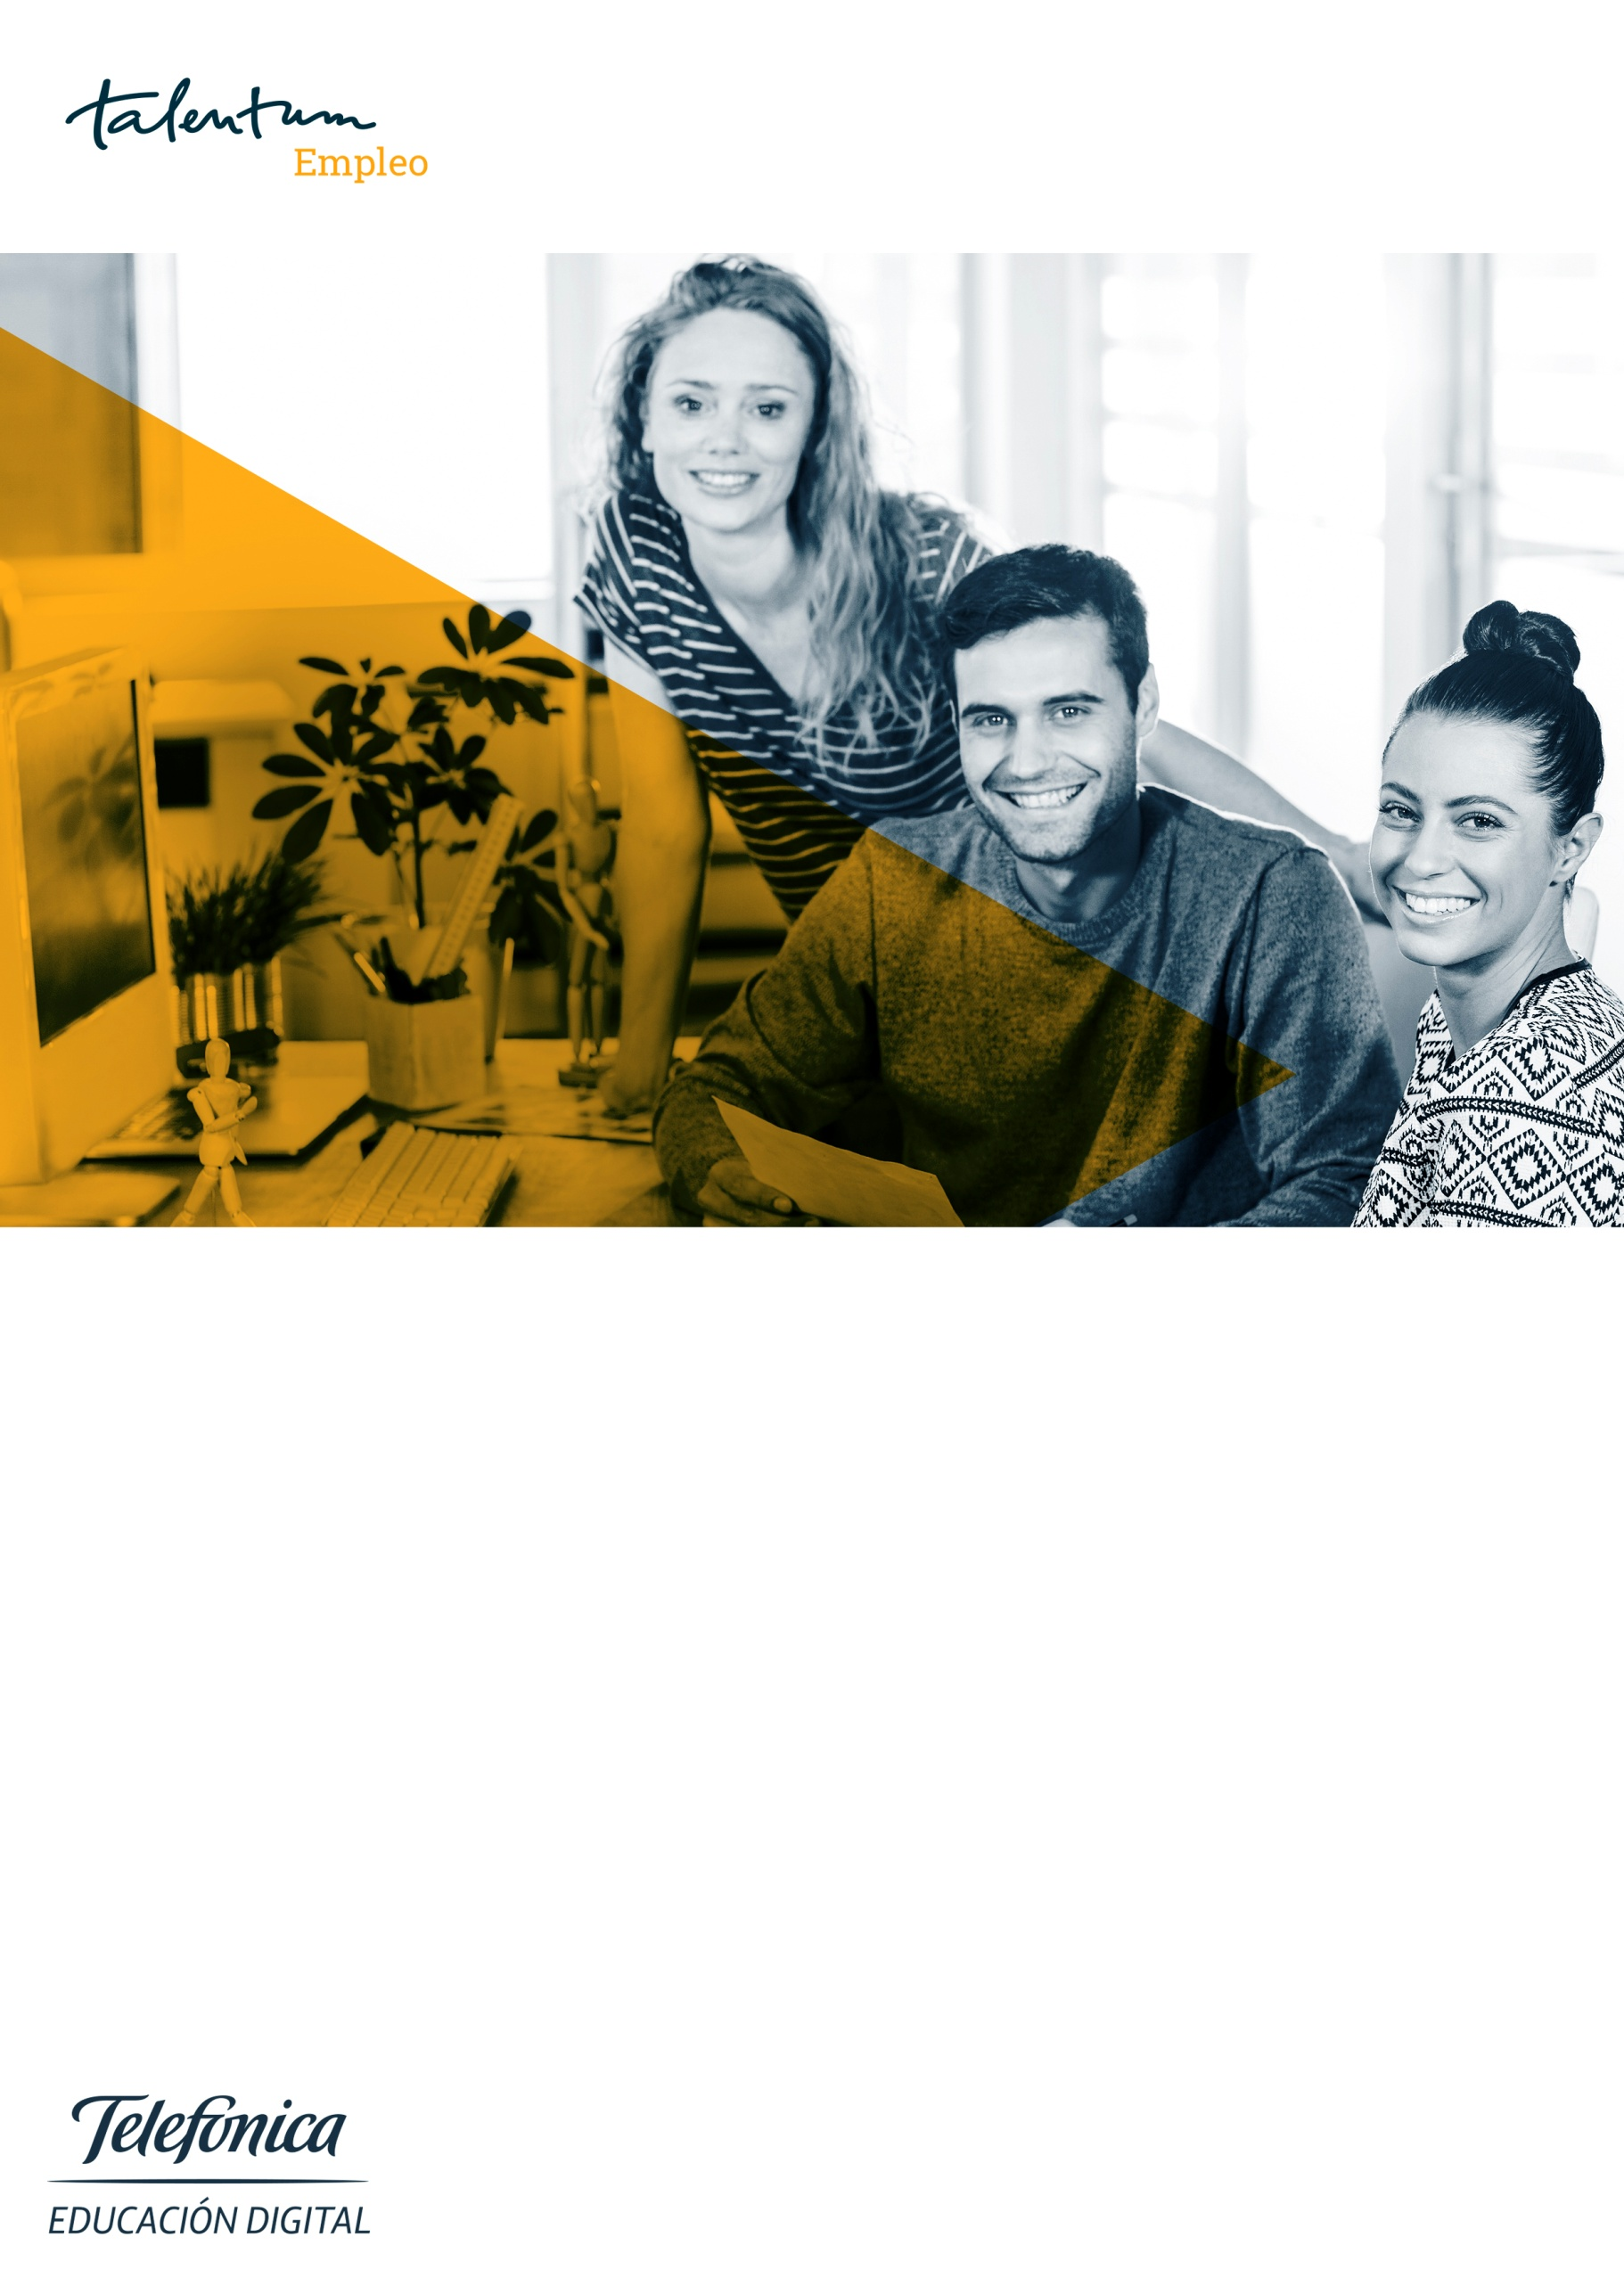 talentum
Empleo
Telefónica
EDUCACIÓN DIGITAL